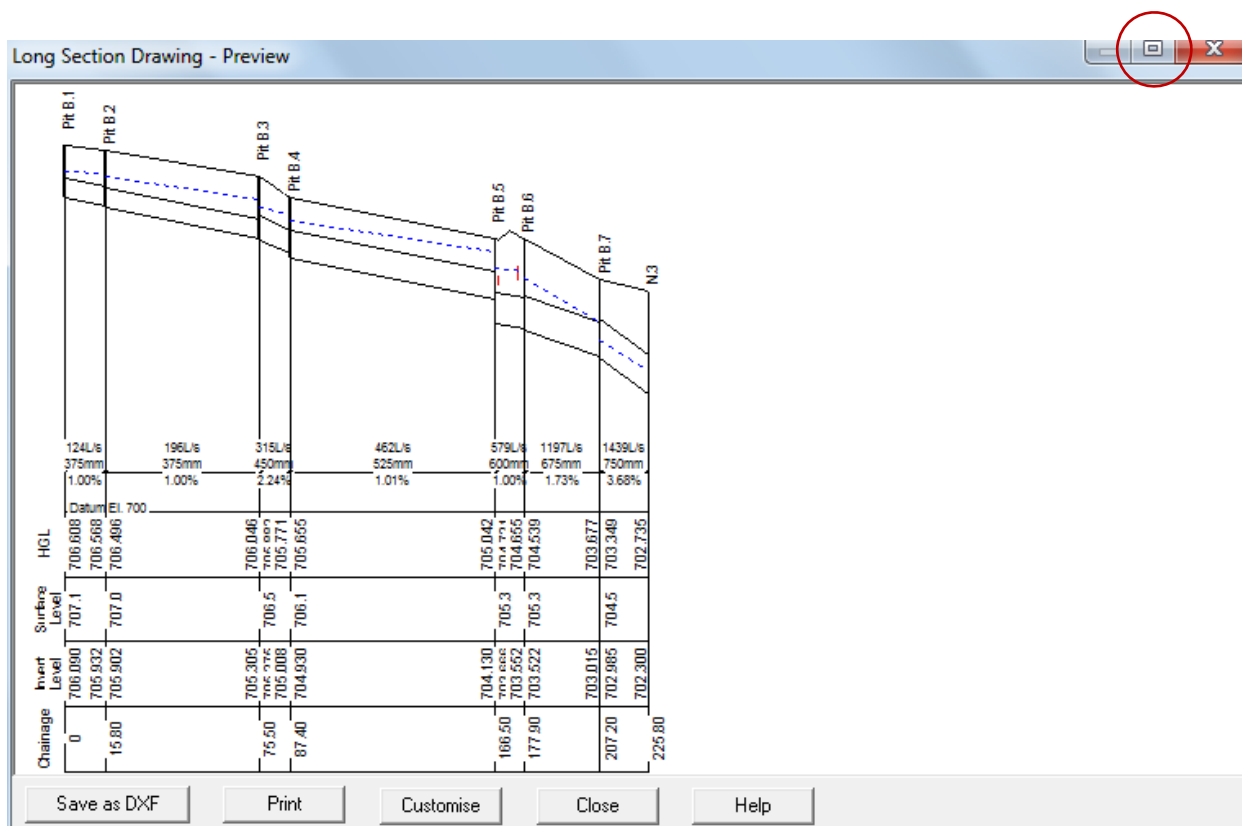 Long Section Drawing - Preview
Pit B.1
Pit B.2
Pit B.3
Pit B.4
Pit B.5
Pit B.6
Pit B.7
N.3
124L/s 196L/s 315L/s 462L/s 579L/s 1197L/s 1439L/s
375mm 375mm 450mm 525mm 600mm 675mm 750mm
1.00% 1.00% 2.24% 1.01% 1.00% 1.73% 3.68%
Datum El. 700
HGL 706.608 706.568 706.496 706.046 705.771 705.655 705.042 704.655 704.539 703.677 703.349 702.735
Surface
Level 707.1 707.0 706.5 706.1 705.3 705.3 704.5
Invert
Level 706.090 705.932 705.902 705.305 705.008 704.930 704.130 703.552 703.522 703.015 702.985 702.300
Chainage 0 15.80 75.50 87.40 166.50 177.90 207.20 225.80
Save as DXF Print Customise Close Help